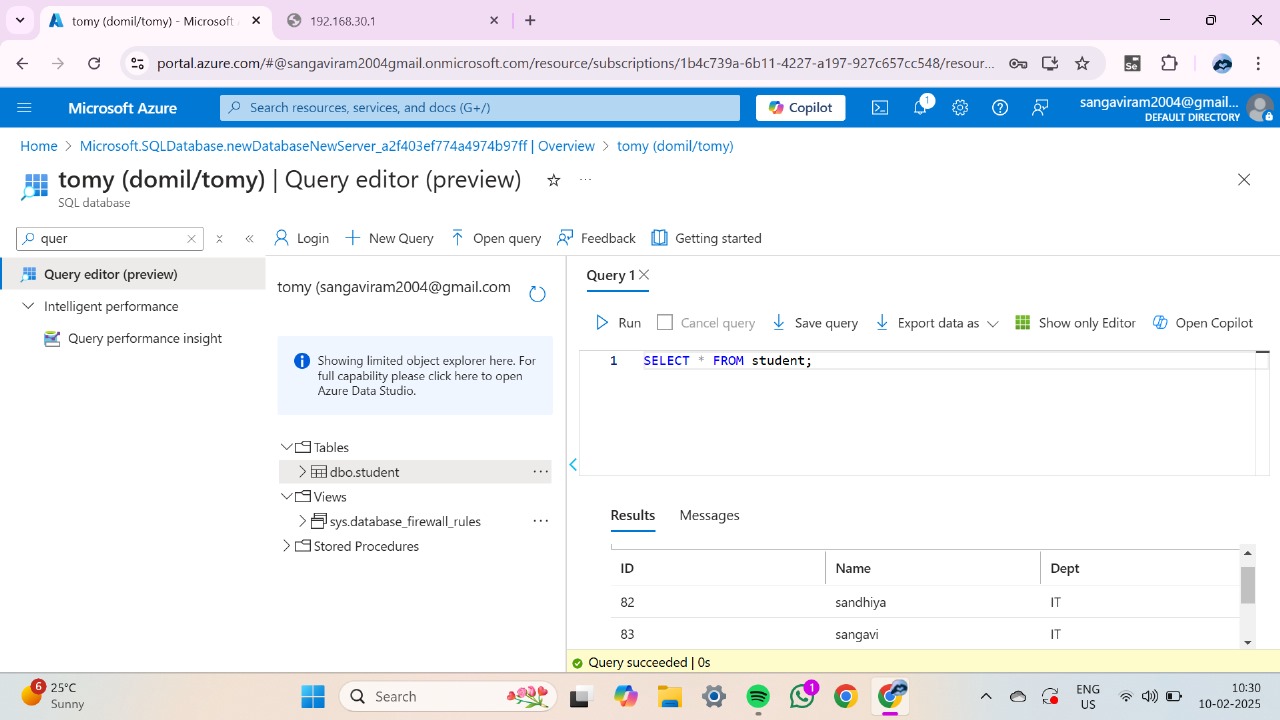 tomy (domil/tomy) - Microsoft
192.168.30.1
portal.azure.com/#@sangaviram2004gmail.onmicrosoft.com/resource/subscriptions/1b4c739a-6b11-4227-a197-927c657cc548/resour...
Microsoft Azure
Search resources, services, and docs (G+/)
Copilot
1
sangaviram2004@gmail...
DEFAULT DIRECTORY
Home > Microsoft.SQLDatabase.newDatabaseNewServer_a2f403ef774a4974b97ff | Overview > tomy (domil/tomy)
tomy (domil/tomy) | Query editor (preview)
SQL database
quer
Login
New Query
Open query
Feedback
Getting started
Query editor (preview)
Intelligent performance
Query performance insight
tomy (sangaviram2004@gmail.com
Showing limited object explorer here. For
full capability please click here to open
Azure Data Studio.
Tables
dbo.student
Views
sys.database_firewall_rules
Stored Procedures
Query 1
Run
Cancel query
Save query
Export data as
Show only Editor
Open Copilot
1 SELECT * FROM student;
Results Messages
ID Name Dept
82 sandhiya IT
83 sangavi IT
Query succeeded | 0s
6
25°C
Sunny
Search
1
ENG
US
10:30
10-02-2025